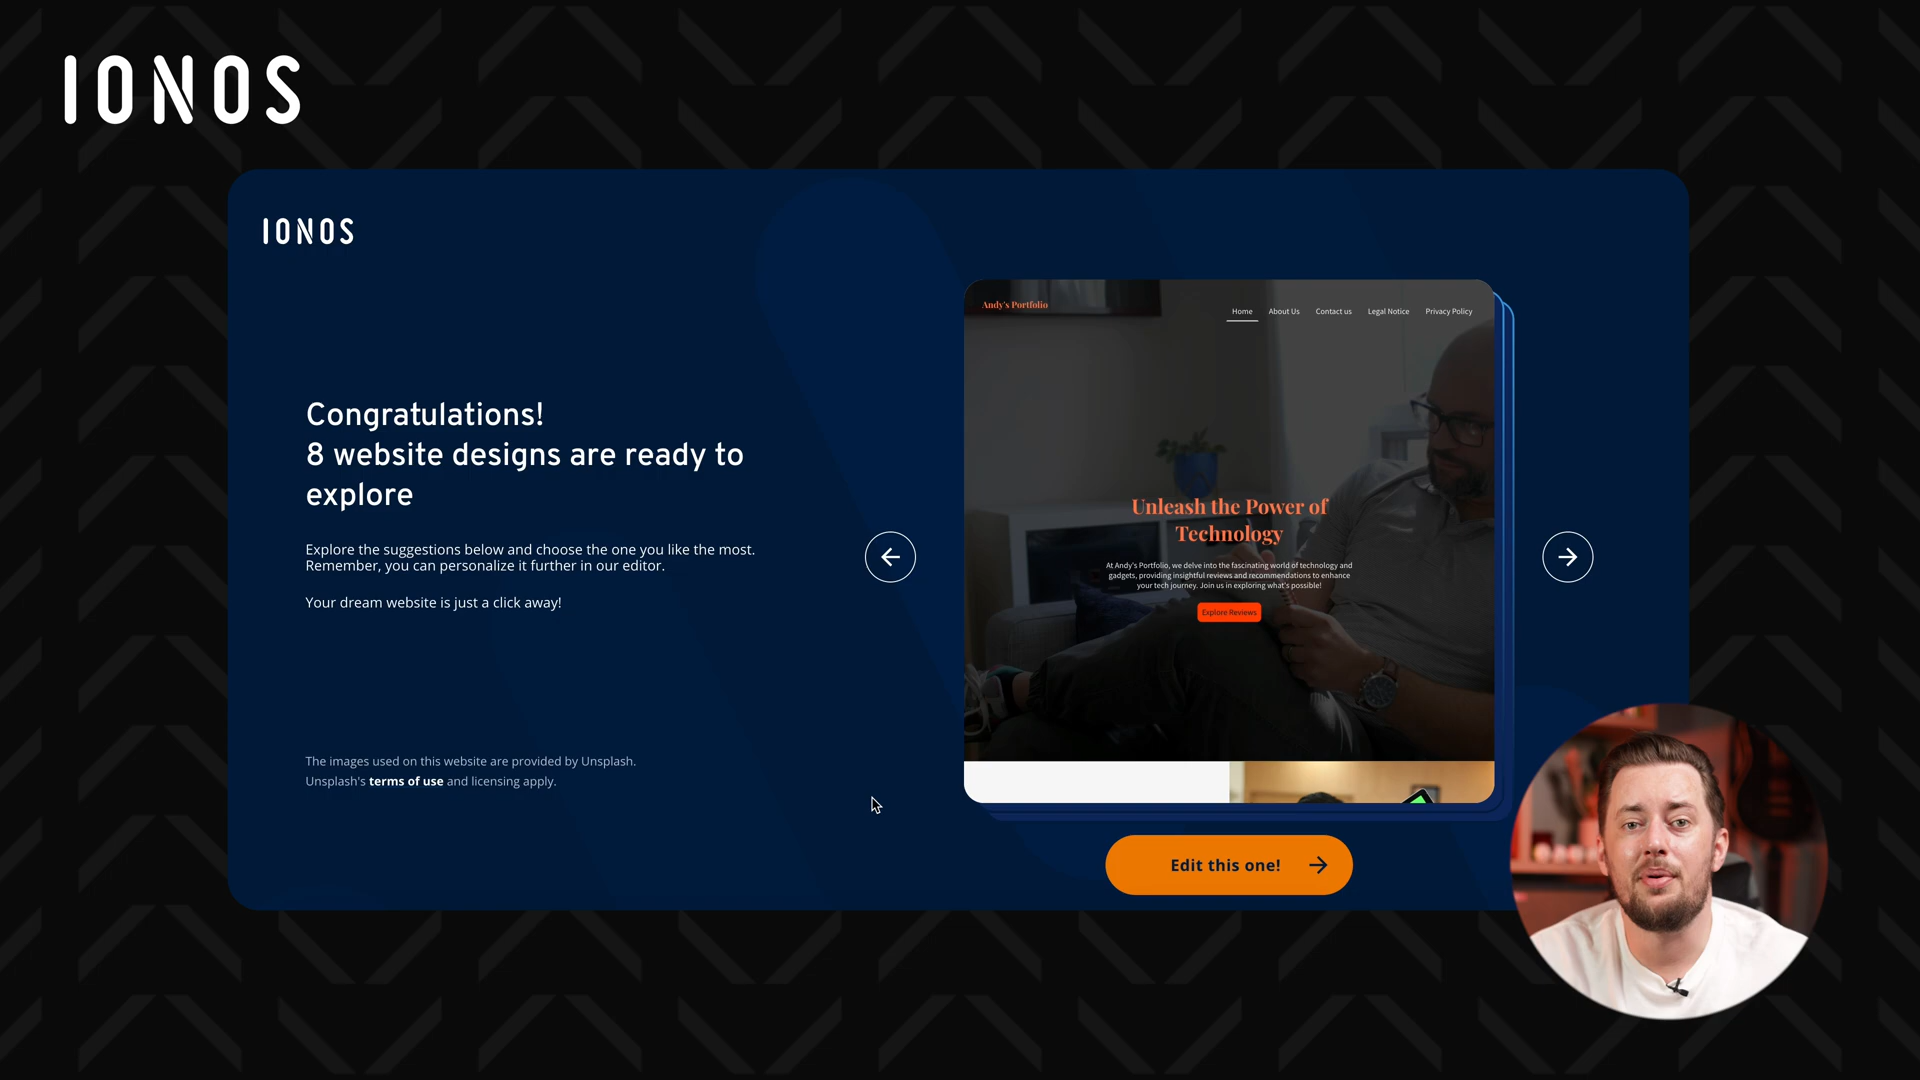 IONOS
IONOS
Congratulations!
8 website designs are ready to
explore
Explore the suggestions below and choose the one you like the most.
Remember, you can personalize it further in our editor.
Your dream website is just a click away!
The images used on this website are provided by Unsplash.
Unsplash's terms of use and licensing apply.
Andy's Portfolio
Home About Us Contact us Legal Notice Privacy Policy
Unleash the Power of
Technology
At Andy's Portfolio, we delve into the fascinating world of technology and
gadgets, providing insightful reviews and recommendations to enhance
your tech journey. Join us in exploring what's possible!
Explore Reviews
Edit this one!